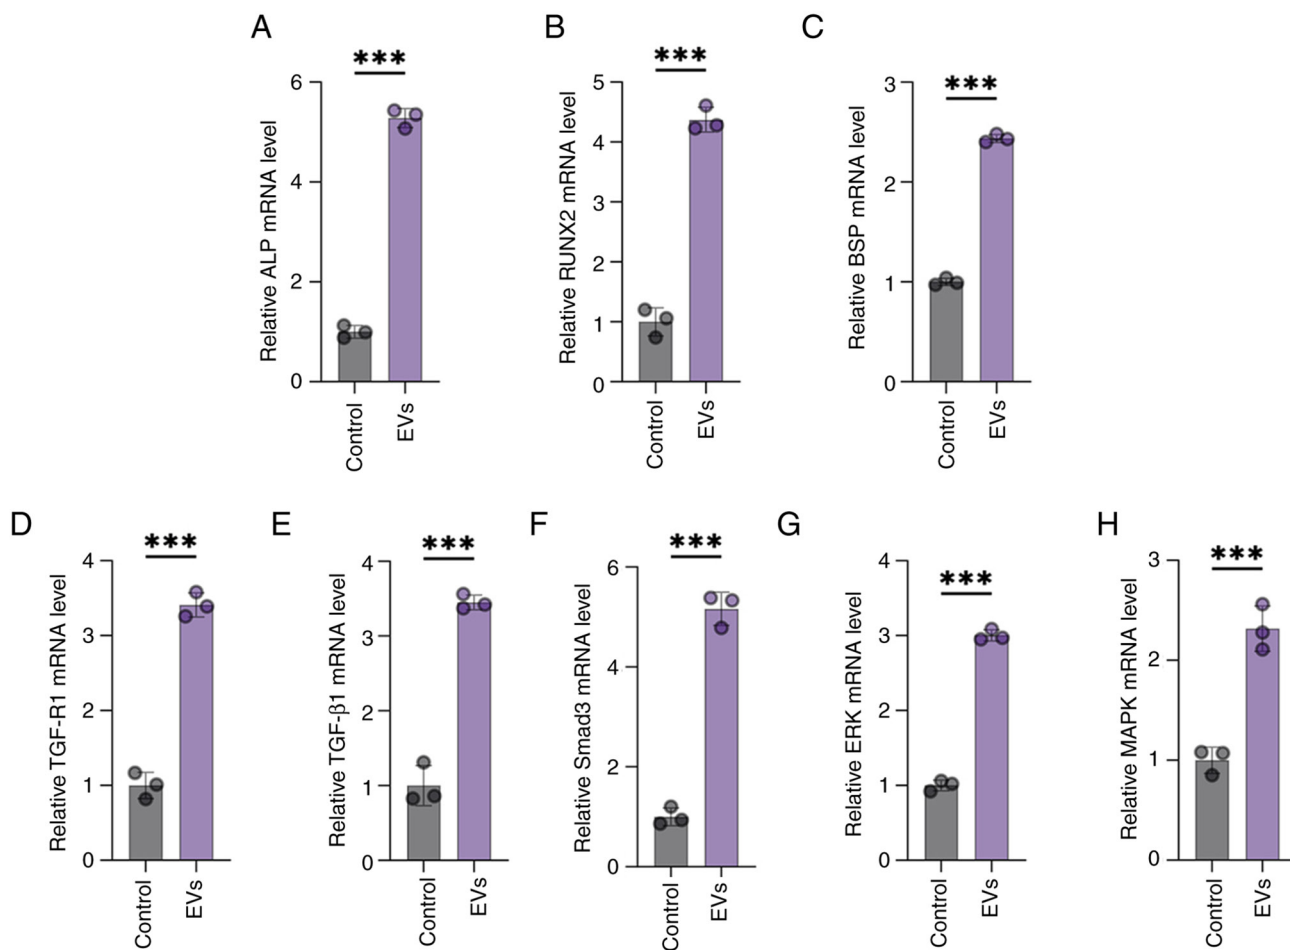 A
***
Relative ALP mRNA level
6
4
2
0
Control
EVs
B
***
Relative RUNX2 mRNA level
5
4
3
2
1
0
Control
EVs
C
***
Relative BSP mRNA level
3
2
1
0
Control
EVs
D
***
Relative TGF-R1 mRNA level
4
3
2
1
0
Control
EVs
E
***
Relative TGF-β1 mRNA level
4
3
2
1
0
Control
EVs
F
***
Relative Smad3 mRNA level
6
4
2
0
Control
EVs
G
***
Relative ERK mRNA level
4
3
2
1
0
Control
EVs
H
***
Relative MAPK mRNA level
3
2
1
0
Control
EVs